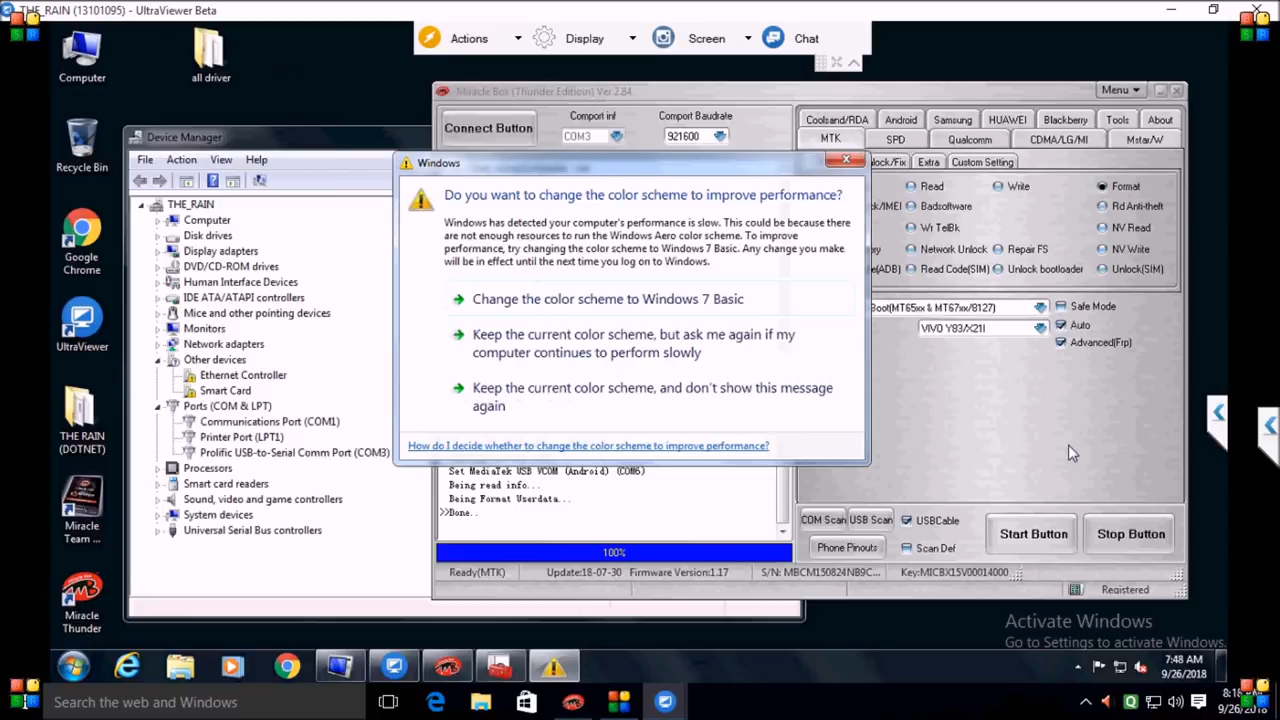 THE_RAIN (13101095) - UltraViewer Beta
Actions
Display
Screen
Chat
Computer
all driver
Recycle Bin
Google
Chrome
UltraViewer
THE RAIN
(DOTNET)
Miracle
Team ...
Miracle
Thunder
Device Manager
File Action View Help
THE_RAIN
Computer
Disk drives
Display adapters
DVD/CD-ROM drives
Human Interface Devices
IDE ATA/ATAPI controllers
Mice and other pointing devices
Monitors
Network adapters
Other devices
Ethernet Controller
Smart Card
Ports (COM & LPT)
Communications Port (COM1)
Printer Port (LPT1)
Prolific USB-to-Serial Comm Port (COM3)
Processors
Smart card readers
Sound, video and game controllers
System devices
Universal Serial Bus controllers
Miracle Box (Thunder Edition) Ver 2.84
Menu
Connect Button
Comport inf
Comport Baudrate
COM3
921600
Coolsand/RDA Android Samsung HUAWEI Blackberry Tools About
MTK SPD Qualcomm CDMA/LG/MI Mstar/W
lock/Fix Extra Custom Setting
Read Write Format
k/IMEI Badsoftware Rd Anti-theft
Wr TelBk NV Read
xy Network Unlock Repair FS NV Write
e(ADB) Read Code(SIM) Unlock bootloader Unlock(SIM)
Boot(MT65xx & MT67xx/8127)
Safe Mode
VIVO Y83/X21I
Auto
Advanced(Frp)
Windows
Do you want to change the color scheme to improve performance?
Windows has detected your computer's performance is slow. This could be because there
are not enough resources to run the Windows Aero color scheme. To improve
performance, try changing the color scheme to Windows 7 Basic. Any change you make
will be in effect until the next time you log on to Windows.
Change the color scheme to Windows 7 Basic
Keep the current color scheme, but ask me again if my
computer continues to perform slowly
Keep the current color scheme, and don't show this message
again
How do I decide whether to change the color scheme to improve performance?
Set MediaTek USB VCOM (Android) (COM6)
Being read info...
Being Format Userdata...
>>Done..
100%
COM Scan USB Scan USBCable
Phone Pinouts Scan Def
Start Button
Stop Button
Ready(MTK) Update:18-07-30 Firmware Version:1.17 S/N: MBCM150824NB9C... Key:MICBX15V00014000
Registered
Activate Windows
Go to Settings to activate Windows.
7:48 AM
9/26/2018
Search the web and Windows
9/26/2018